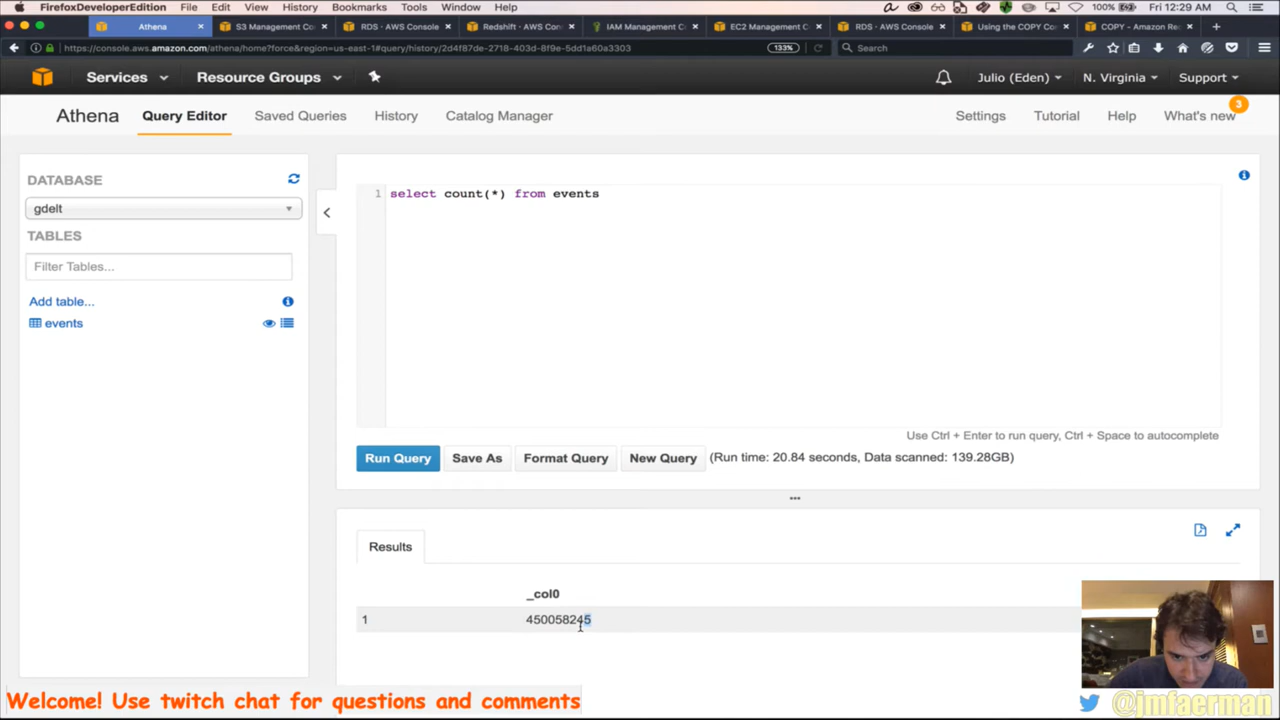 FirefoxDeveloperEdition File Edit View History Bookmarks Tools Window Help 100% Fri 12:29 AM
Athena S3 Management Co RDS - AWS Console Redshift - AWS Con IAM Management C EC2 Management C RDS - AWS Console Using the COPY Co COPY - Amazon Re
https://console.aws.amazon.com/athena/home?force&region=us-east-1#query/history/2d4f87de-2718-403d-8f9e-5dd1a60a3303 133% Search
Services Resource Groups Julio (Eden) N. Virginia Support
Athena Query Editor Saved Queries History Catalog Manager Settings Tutorial Help What's new 3
DATABASE
gdelt
TABLES
Filter Tables...
Add table...
events
1 select count(*) from events
Use Ctrl + Enter to run query, Ctrl + Space to autocomplete
Run Query Save As Format Query New Query (Run time: 20.84 seconds, Data scanned: 139.28GB)
Results
_col0
1 450058245
Welcome! Use twitch chat for questions and comments
@jmfaerman